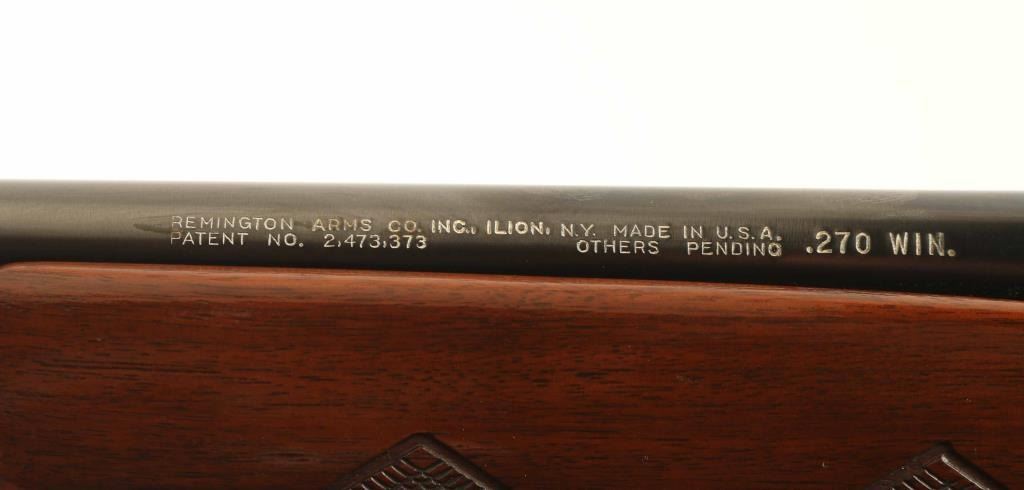 REMINGTON ARMS CO. INC., ILION, N.Y. MADE IN U.S.A.
PATENT NO. 2,473,373 OTHERS PENDING .270 WIN.